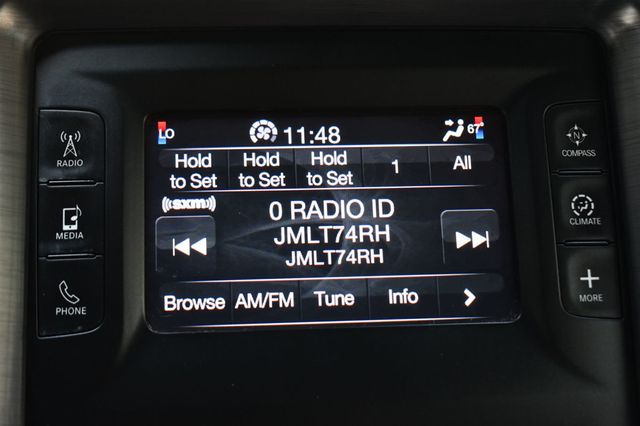 LO 11:48 67°
Hold to Set Hold to Set Hold to Set 1 All
((sxm))
0 RADIO ID
JMLT74RH
JMLT74RH
Browse AM/FM Tune Info
RADIO
MEDIA
PHONE
COMPASS
CLIMATE
MORE